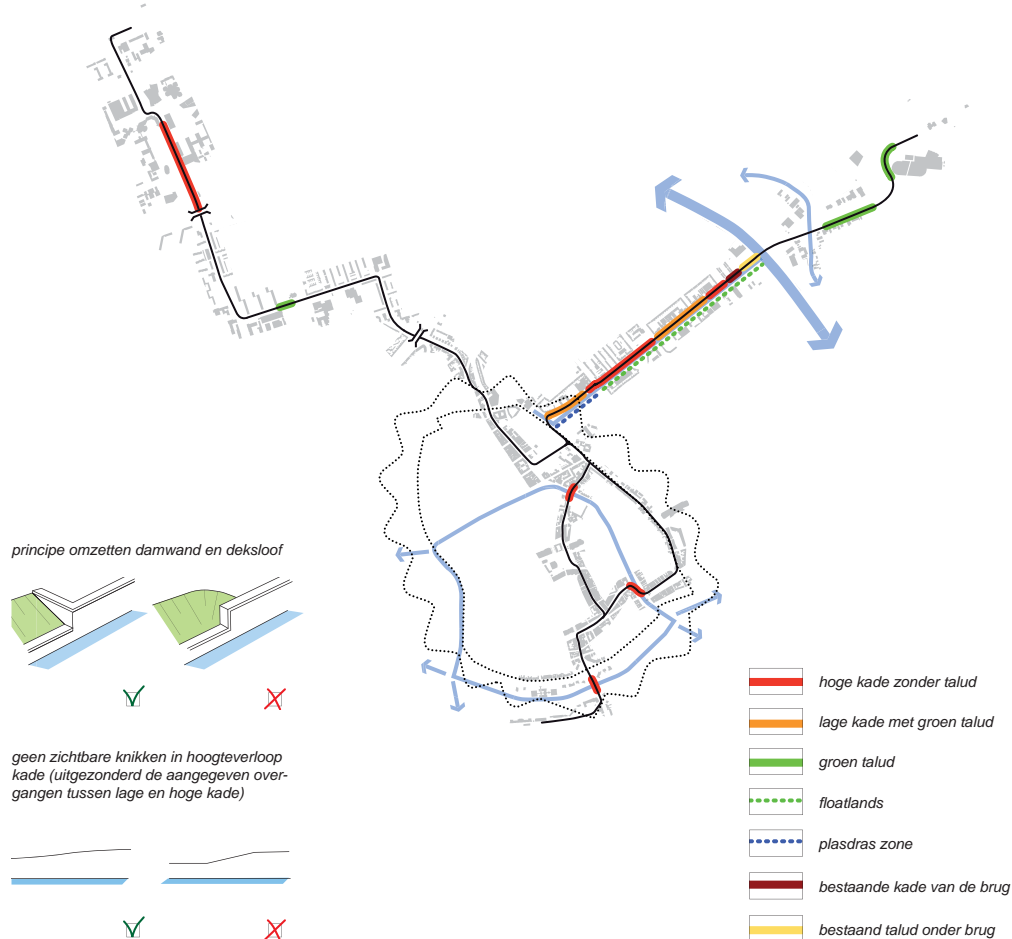 principe omzetten damwand en deksloof
geen zichtbare knikken in hoogteverloop
kade (uitgezonderd de aangegeven over-
gangen tussen lage en hoge kade)
hoge kade zonder talud
lage kade met groen talud
groen talud
floatlands
plasdras zone
bestaande kade van de brug
bestaand talud onder brug